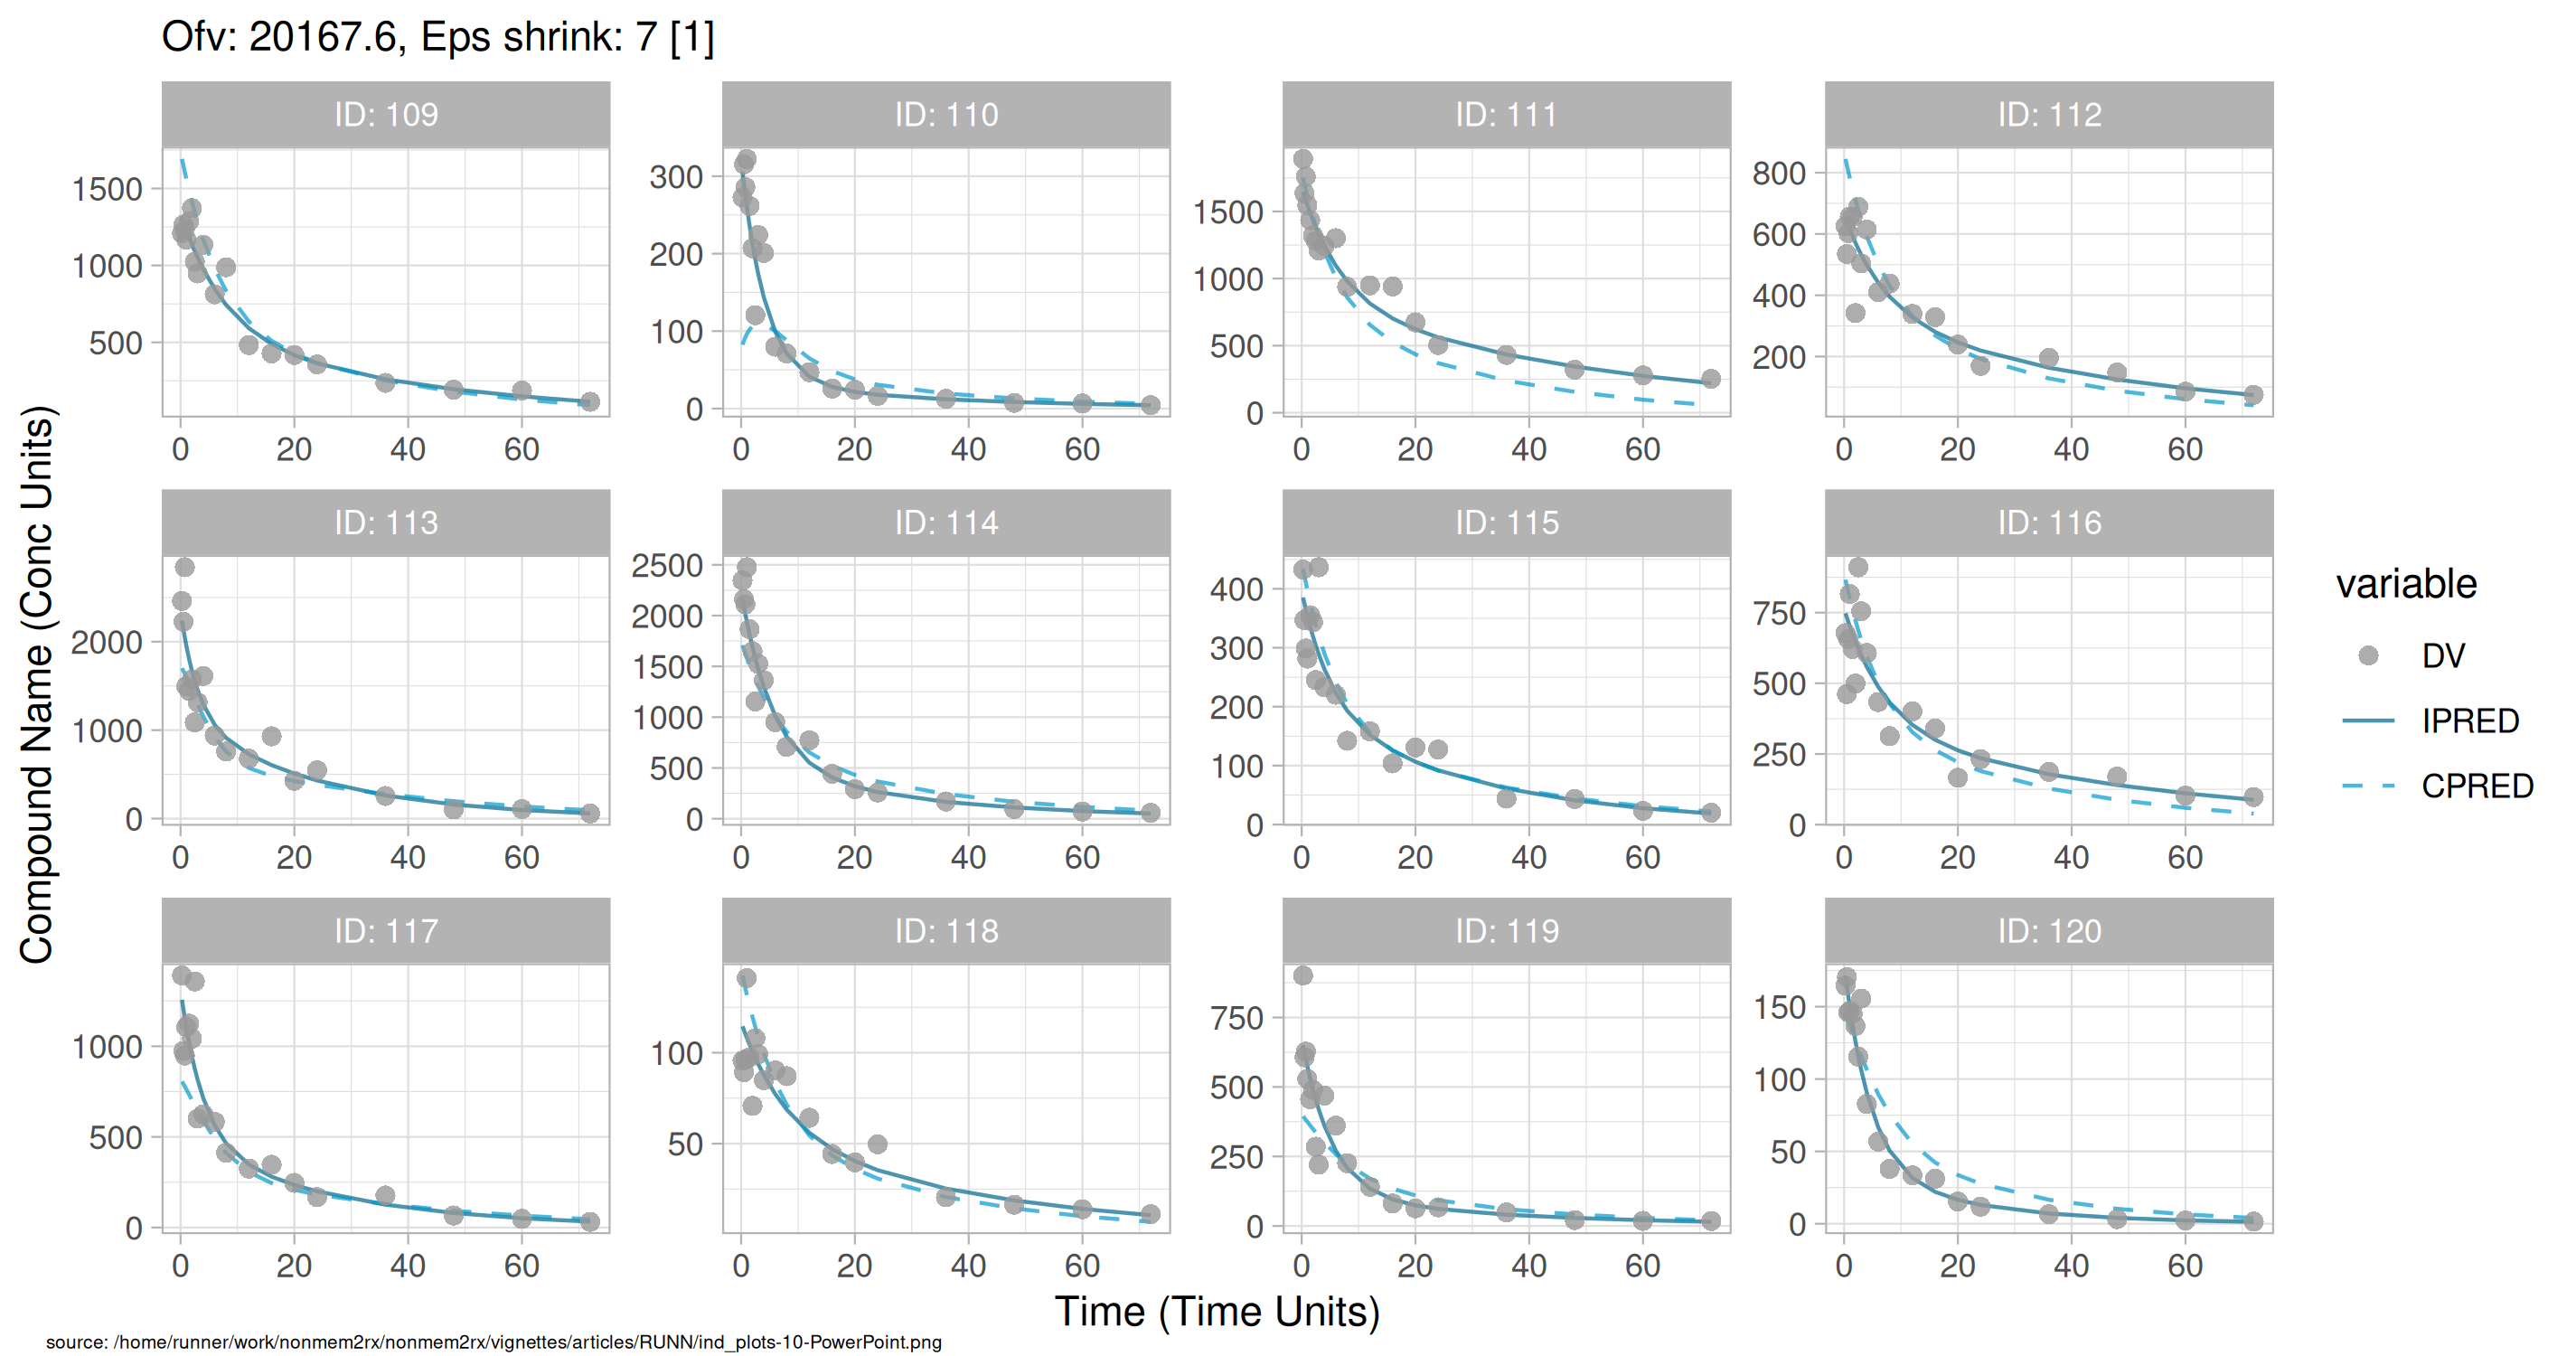 Ofv: 20167.6, Eps shrink: 7 [1]
Compound Name (Conc Units)
ID: 109
1500
1000
500
0 20 40 60
ID: 110
300
200
100
0
0 20 40 60
ID: 111
1500
1000
500
0
0 20 40 60
ID: 112
800
600
400
200
0 20 40 60
ID: 113
2000
1000
0
0 20 40 60
ID: 114
2500
2000
1500
1000
500
0
0 20 40 60
ID: 115
400
300
200
100
0
0 20 40 60
ID: 116
750
500
250
0
0 20 40 60
ID: 117
1000
500
0
0 20 40 60
ID: 118
100
50
0 20 40 60
ID: 119
750
500
250
0
0 20 40 60
ID: 120
150
100
50
0
0 20 40 60
variable
DV
IPRED
CPRED
Time (Time Units)
source: /home/runner/work/nonmem2rx/nonmem2rx/vignettes/articles/RUNN/ind_plots-10-PowerPoint.png